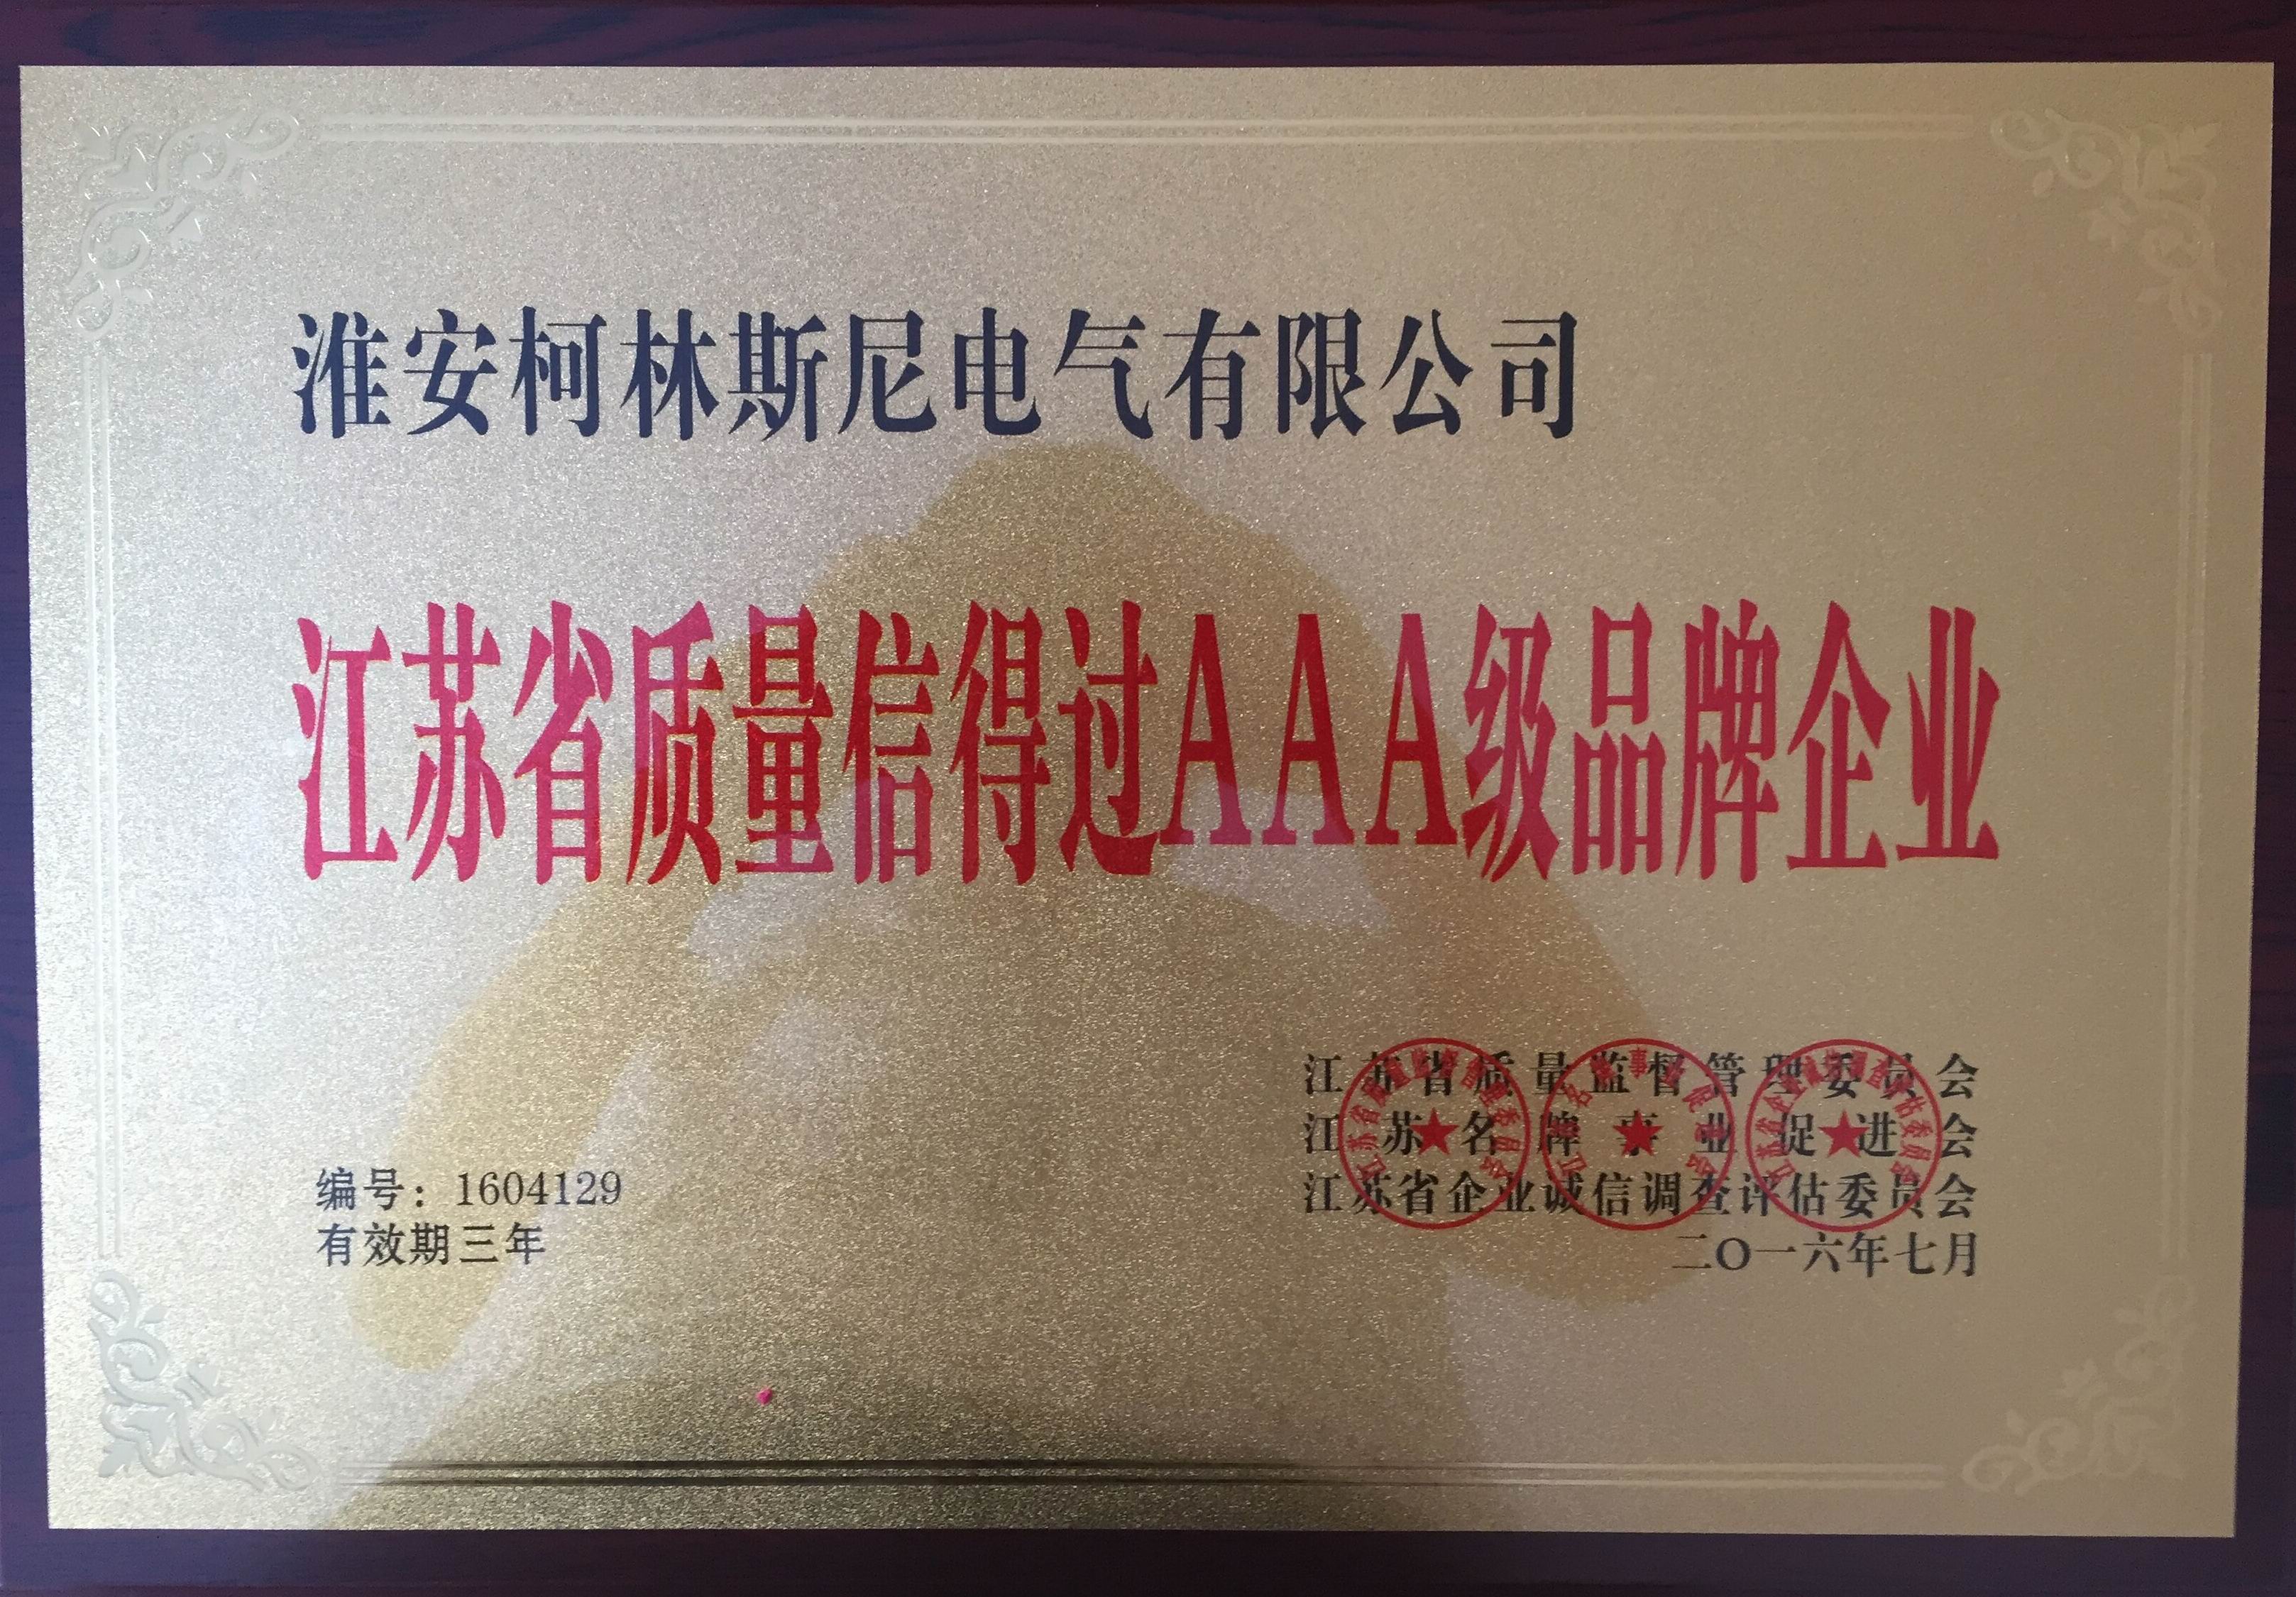 淮安柯林斯尼电气有限公司
江苏省质量信得过AAA级品牌企业
江苏省质量监督管理委员会
江苏名牌事业促进会
江苏省企业诚信调查评估委员会
二〇一六年七月
编号：1604129
有效期三年